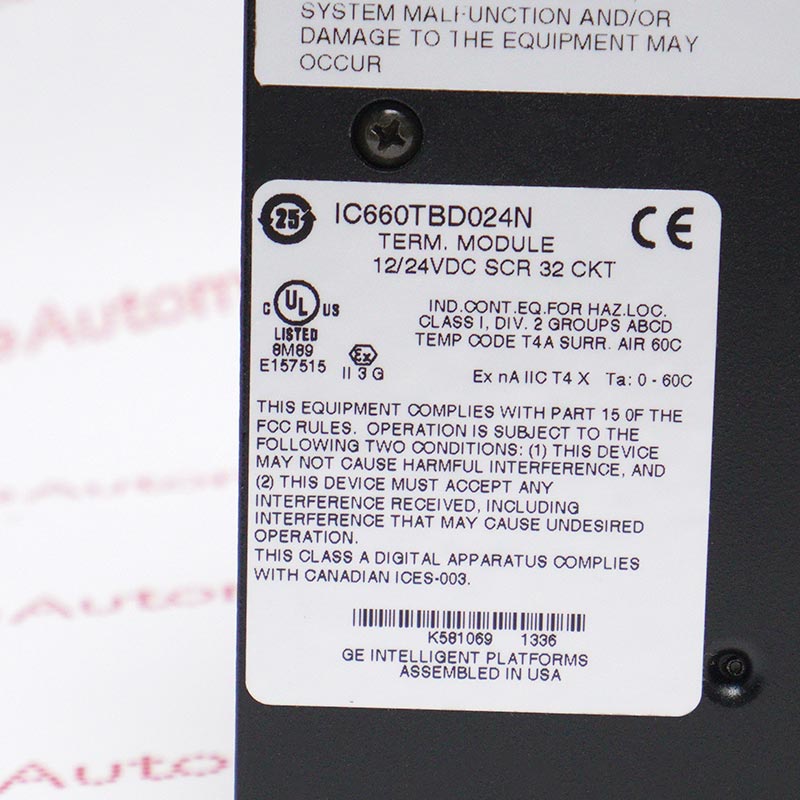 SYSTEM MALFUNCTION AND/OR
DAMAGE TO THE EQUIPMENT MAY
OCCUR
25
IC660TBD024N
CE
TERM. MODULE
12/24VDC SCR 32 CKT
C UL US
LISTED
8M89
E157515
Ex
II 3 G
IND.CONT.EQ.FOR HAZ.LOC.
CLASS I, DIV. 2 GROUPS ABCD
TEMP CODE T4A SURR. AIR 60C
Ex nA IIC T4 X Ta: 0 - 60C
THIS EQUIPMENT COMPLIES WITH PART 15 OF THE
FCC RULES. OPERATION IS SUBJECT TO THE
FOLLOWING TWO CONDITIONS: (1) THIS DEVICE
MAY NOT CAUSE HARMFUL INTERFERENCE, AND
(2) THIS DEVICE MUST ACCEPT ANY
INTERFERENCE RECEIVED, INCLUDING
INTERFERENCE THAT MAY CAUSE UNDESIRED
OPERATION.
THIS CLASS A DIGITAL APPARATUS COMPLIES
WITH CANADIAN ICES-003.
K581069 1336
GE INTELLIGENT PLATFORMS
ASSEMBLED IN USA